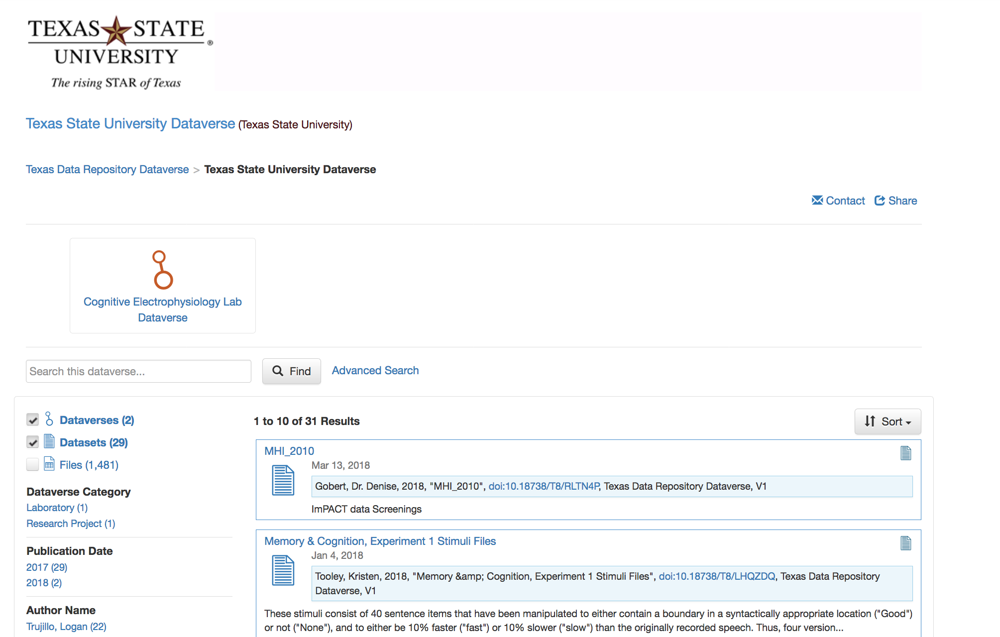 TEXAS STATE
®
UNIVERSITY
The rising STAR of Texas
Texas State University Dataverse (Texas State University)
Texas Data Repository Dataverse > Texas State University Dataverse
Contact Share
Cognitive Electrophysiology Lab
Dataverse
Search this dataverse...
Find
Advanced Search
Dataverses (2)
Datasets (29)
Files (1,481)
Dataverse Category
Laboratory (1)
Research Project (1)
Publication Date
2017 (29)
2018 (2)
Author Name
Trujillo, Logan (22)
1 to 10 of 31 Results
Sort
MHI_2010
Mar 13, 2018
Gobert, Dr. Denise, 2018, "MHI_2010", doi:10.18738/T8/RLTN4P, Texas Data Repository Dataverse, V1
ImPACT data Screenings
Memory & Cognition, Experiment 1 Stimuli Files
Jan 4, 2018
Tooley, Kristen, 2018, "Memory &amp; Cognition, Experiment 1 Stimuli Files", doi:10.18738/T8/LHQZDQ, Texas Data Repository
Dataverse, V1
These stimuli consist of 40 sentence items that have been manipulated to either contain a boundary in a syntactically appropriate location ("Good")
or not ("None"), and to either be 10% faster ("fast") or 10% slower ("slow") than the originally recorded speech. Thus, four version...